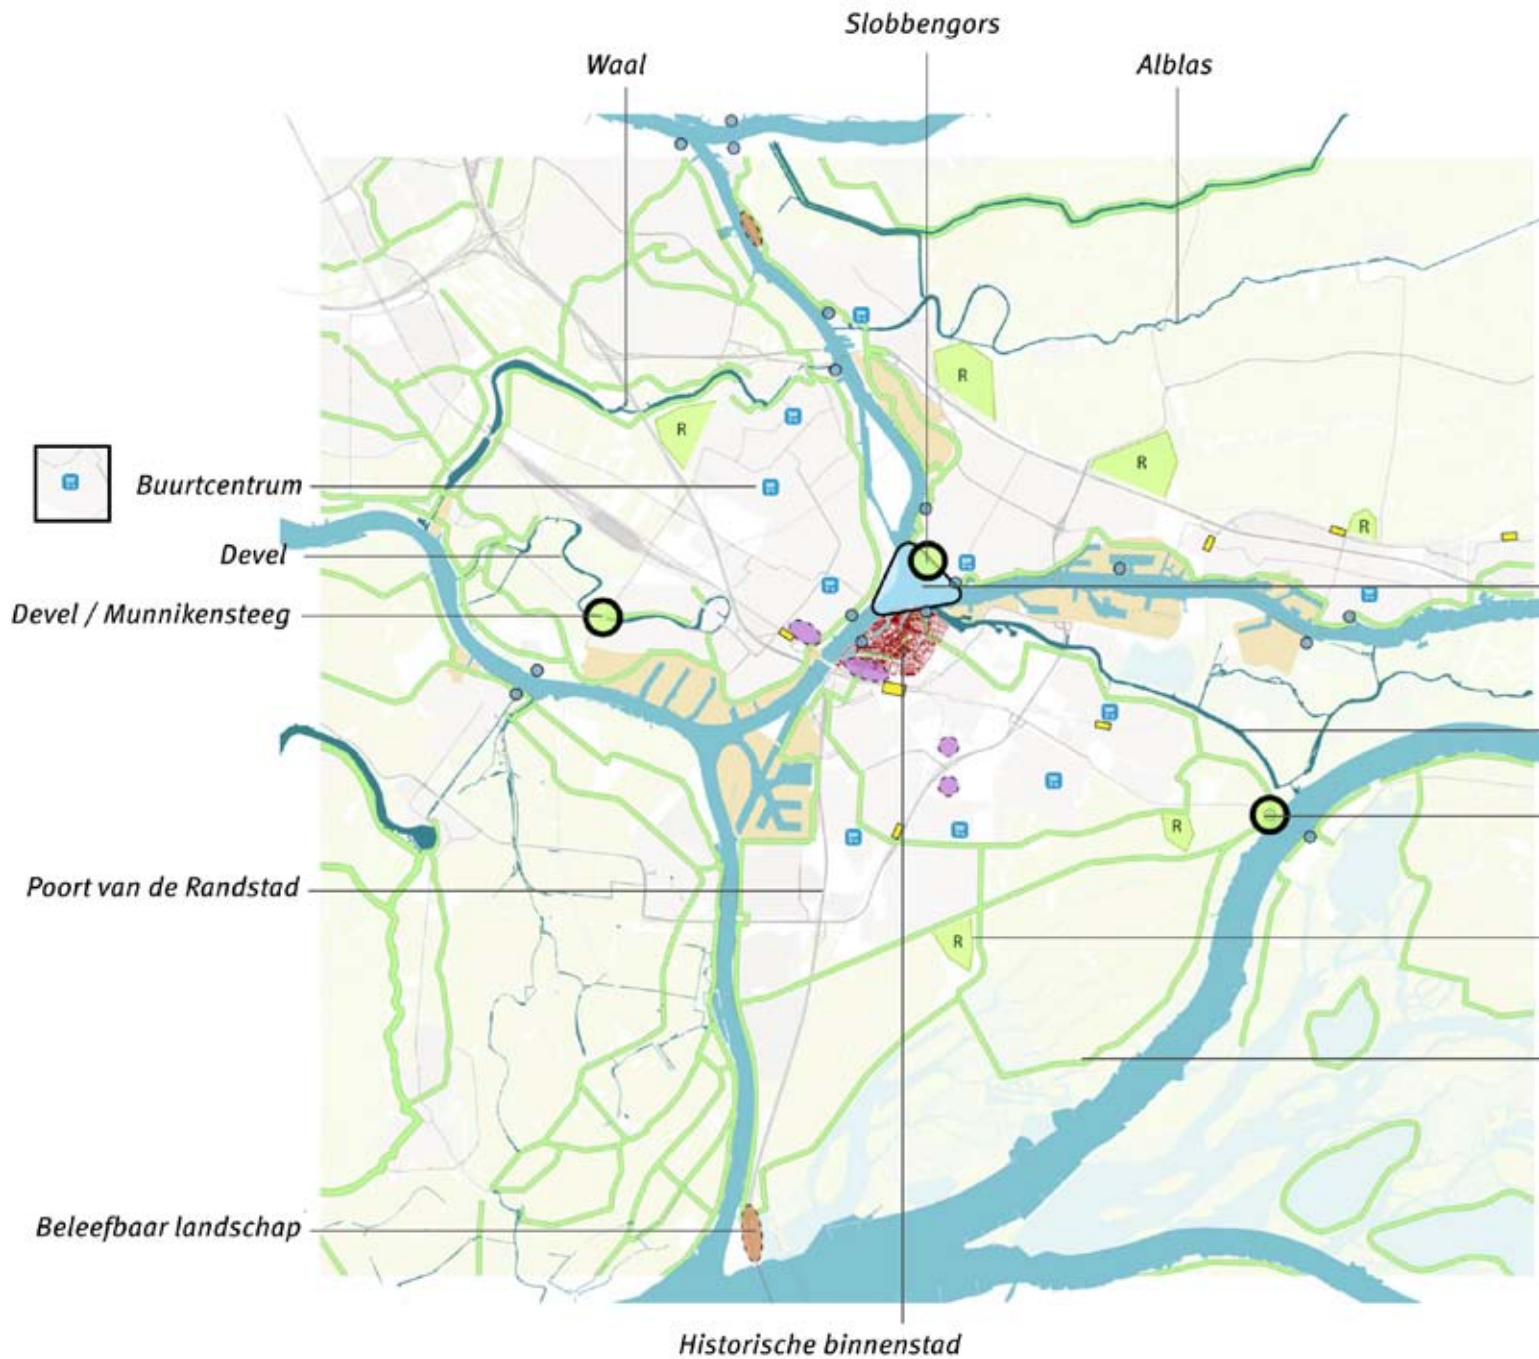 Slobbengors
Waal
Alblas
R
R
R
Buurtcentrum
R
Devel
Devel / Munnikensteeg
R
Poort van de Randstad
R
Beleefbaar landschap
Historische binnenstad